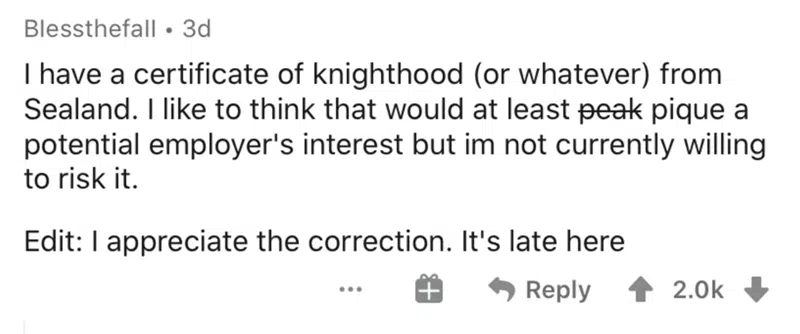 Blessthefall • 3d
I have a certificate of knighthood (or whatever) from
Sealand. I like to think that would at least peak pique a
potential employer's interest but im not currently willing
to risk it.
Edit: I appreciate the correction. It's late here
... Reply 2.0k